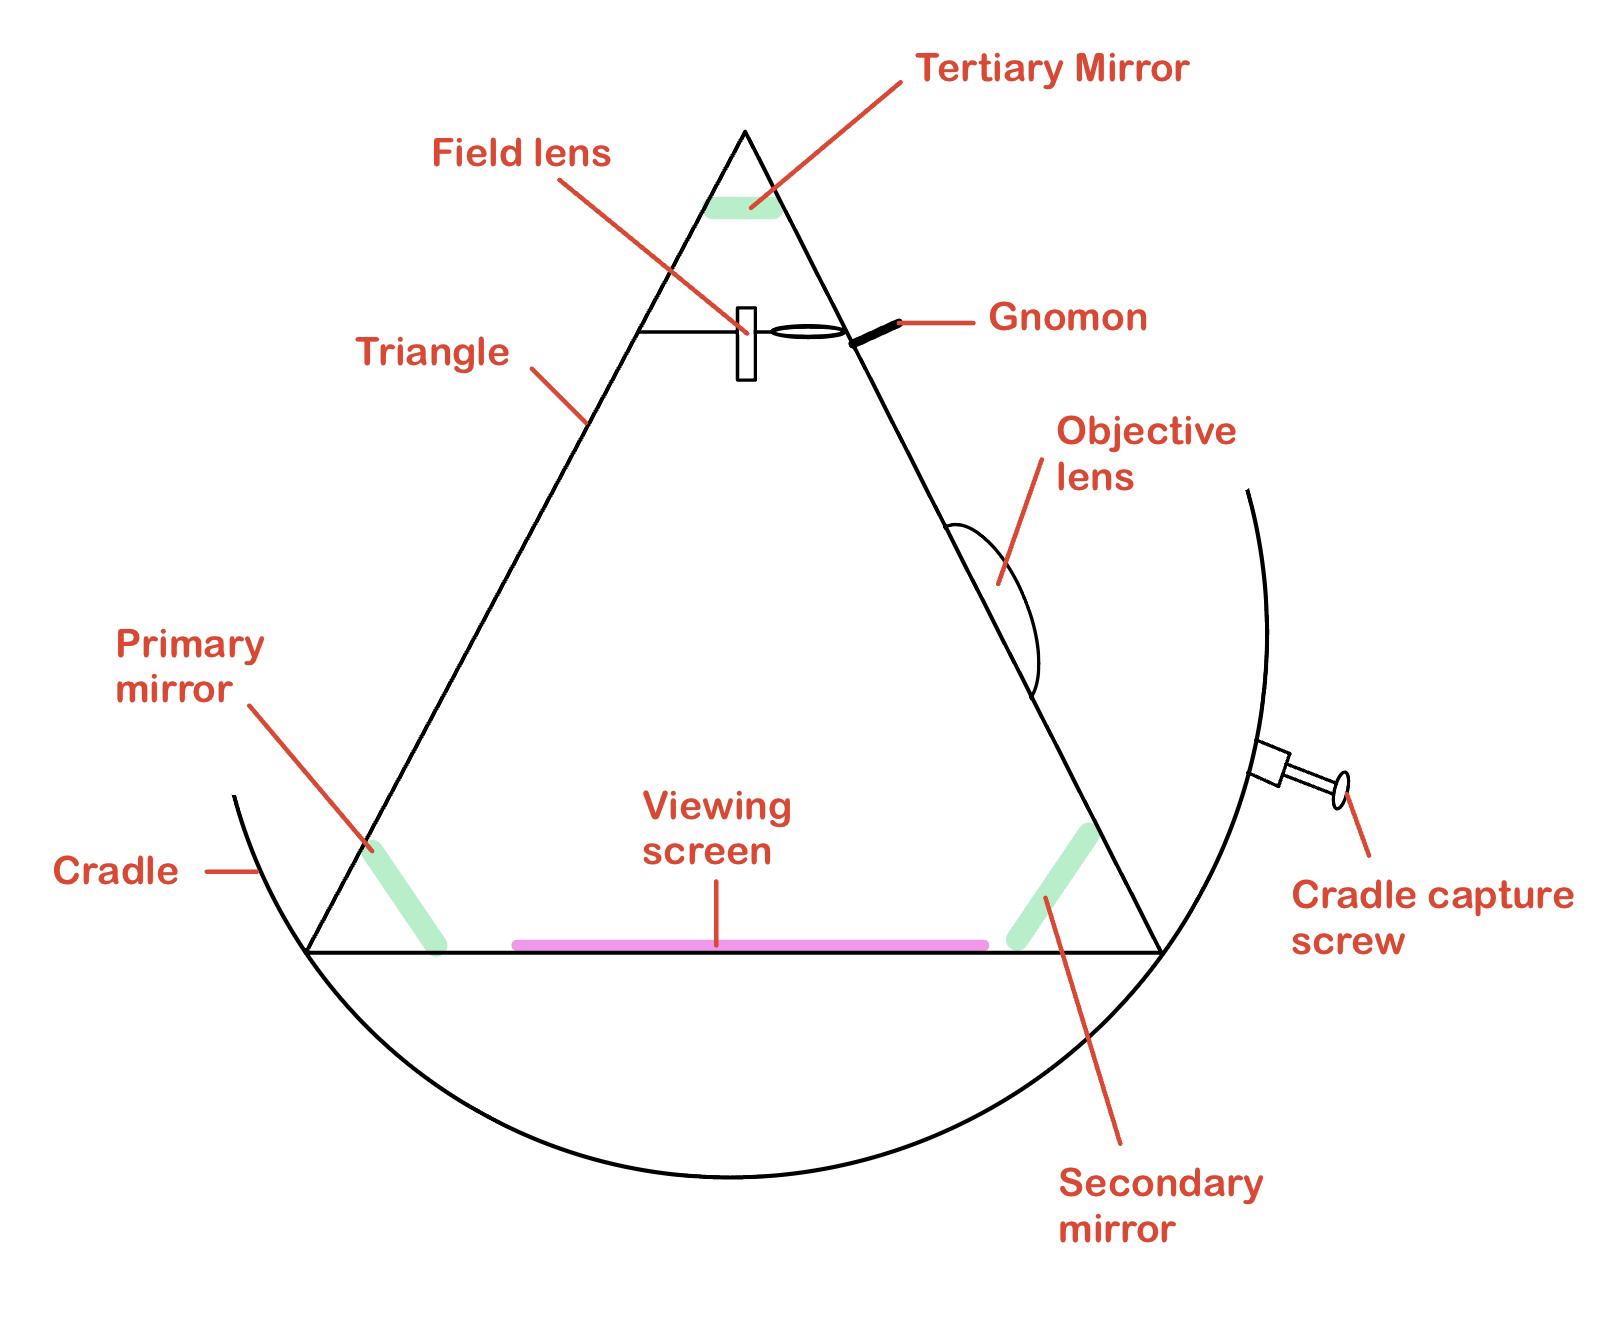 Tertiary Mirror
Field lens
Gnomon
Triangle
Objective
lens
Primary
mirror
Viewing
screen
Cradle
Cradle capture
screw
Secondary
mirror